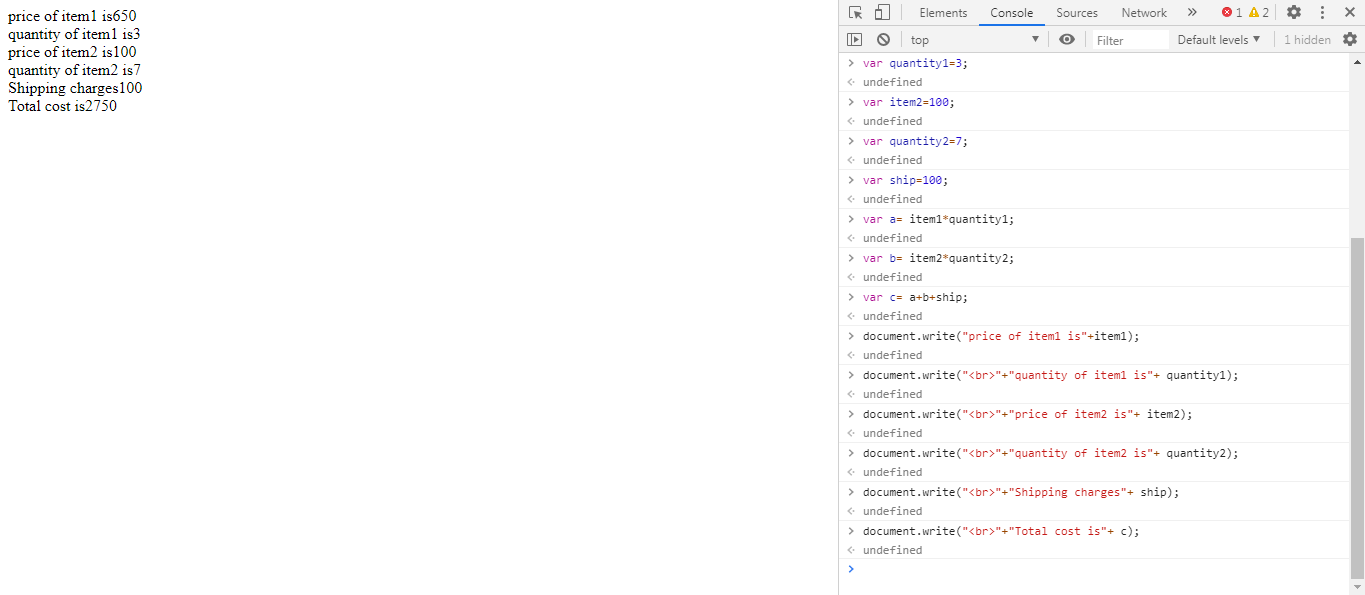 price of item1 is650
quantity of item1 is3
price of item2 is100
quantity of item2 is7
Shipping charges100
Total cost is2750
Elements Console Sources Network » 1 2
top Filter Default levels 1 hidden
var quantity1=3;
undefined
var item2=100;
undefined
var quantity2=7;
undefined
var ship=100;
undefined
var a= item1*quantity1;
undefined
var b= item2*quantity2;
undefined
var c= a+b+ship;
undefined
document.write("price of item1 is"+item1);
undefined
document.write("<br>"+"quantity of item1 is"+ quantity1);
undefined
document.write("<br>"+"price of item2 is"+ item2);
undefined
document.write("<br>"+"quantity of item2 is"+ quantity2);
undefined
document.write("<br>"+"Shipping charges"+ ship);
undefined
document.write("<br>"+"Total cost is"+ c);
undefined